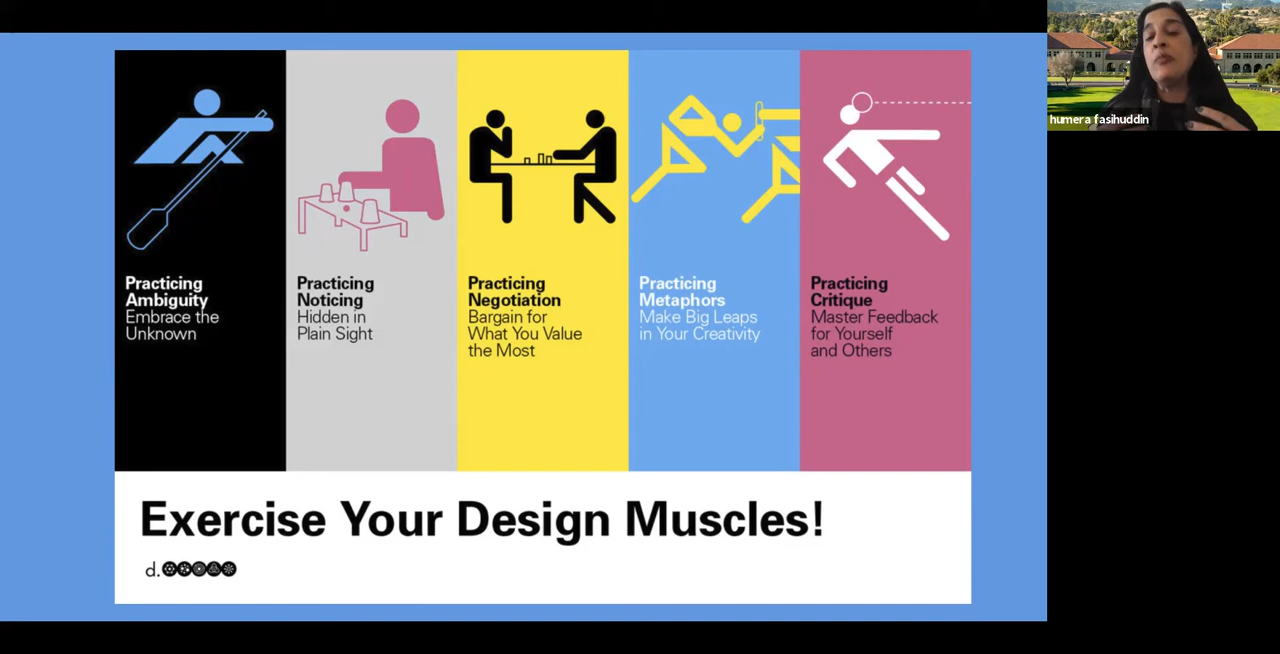 humera fasihuddin
Practicing
Ambiguity
Embrace the
Unknown
Practicing
Noticing
Hidden in
Plain Sight
Practicing
Negotiation
Bargain for
What You Value
the Most
Practicing
Metaphors
Make Big Leaps
in Your Creativity
Practicing
Critique
Master Feedback
for Yourself
and Others
Exercise Your Design Muscles!
d.